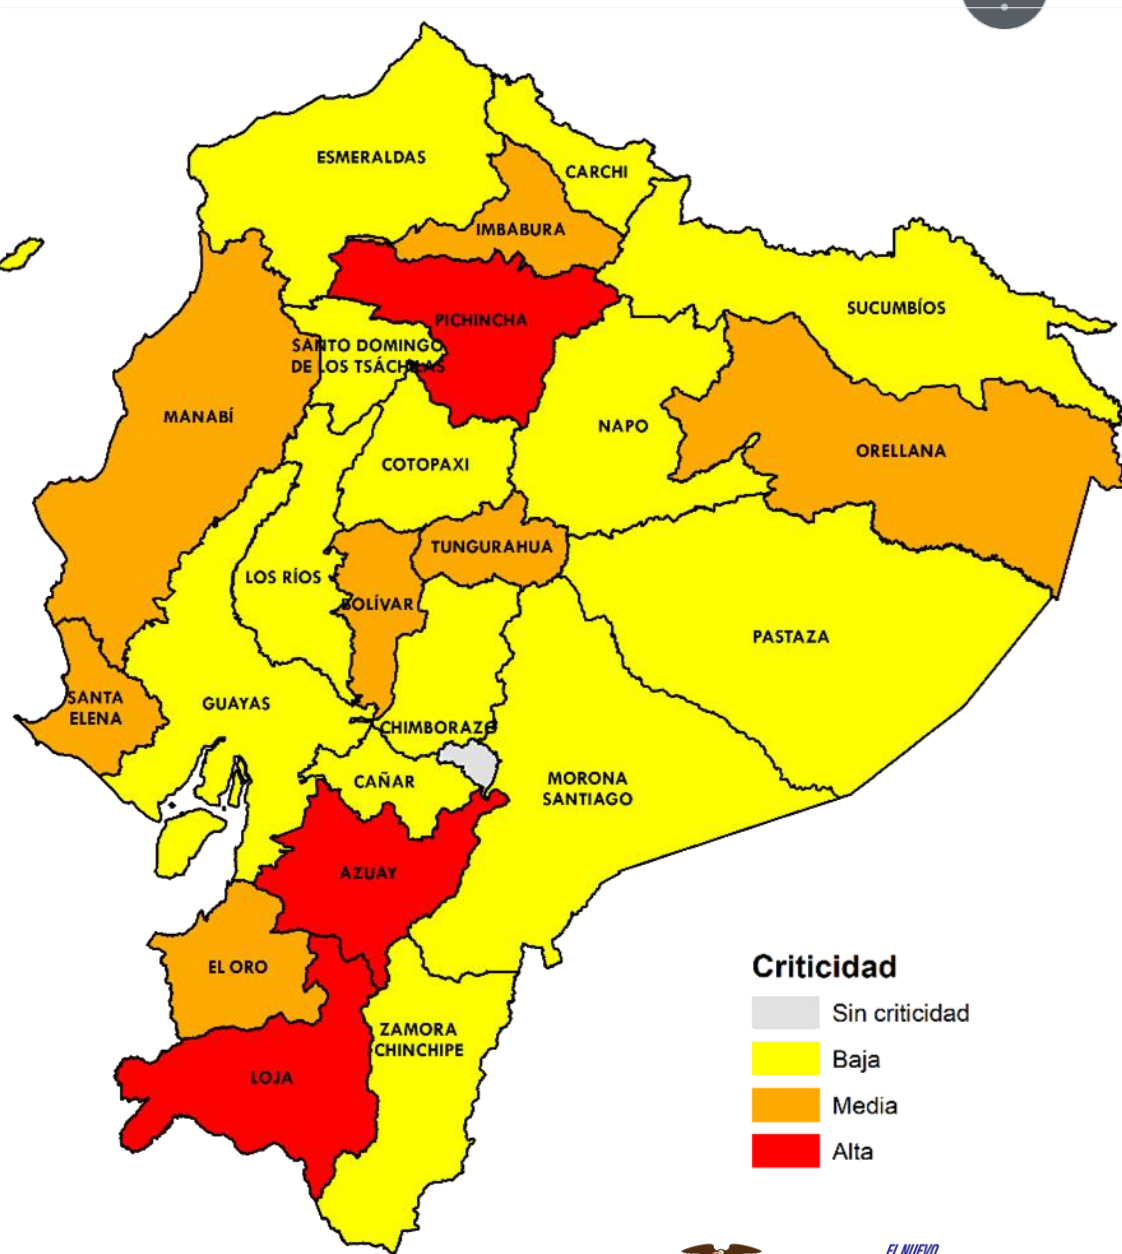 ESMERALDAS
CARCHI
IMBABURA
SUCUMBÍOS
PICHINCHA
SANTO DOMINGO
DE LOS TSÁCHILAS
MANABÍ
NAPO
ORELLANA
COTOPAXI
TUNGURAHUA
LOS RÍOS
BOLÍVAR
PASTAZA
SANTA
ELENA
GUAYAS
CHIMBORAZO
CAÑAR
MORONA
SANTIAGO
AZUAY
EL ORO
ZAMORA
CHINCHIPE
LOJA
Criticidad
Sin criticidad
Baja
Media
Alta
EL NUEVO